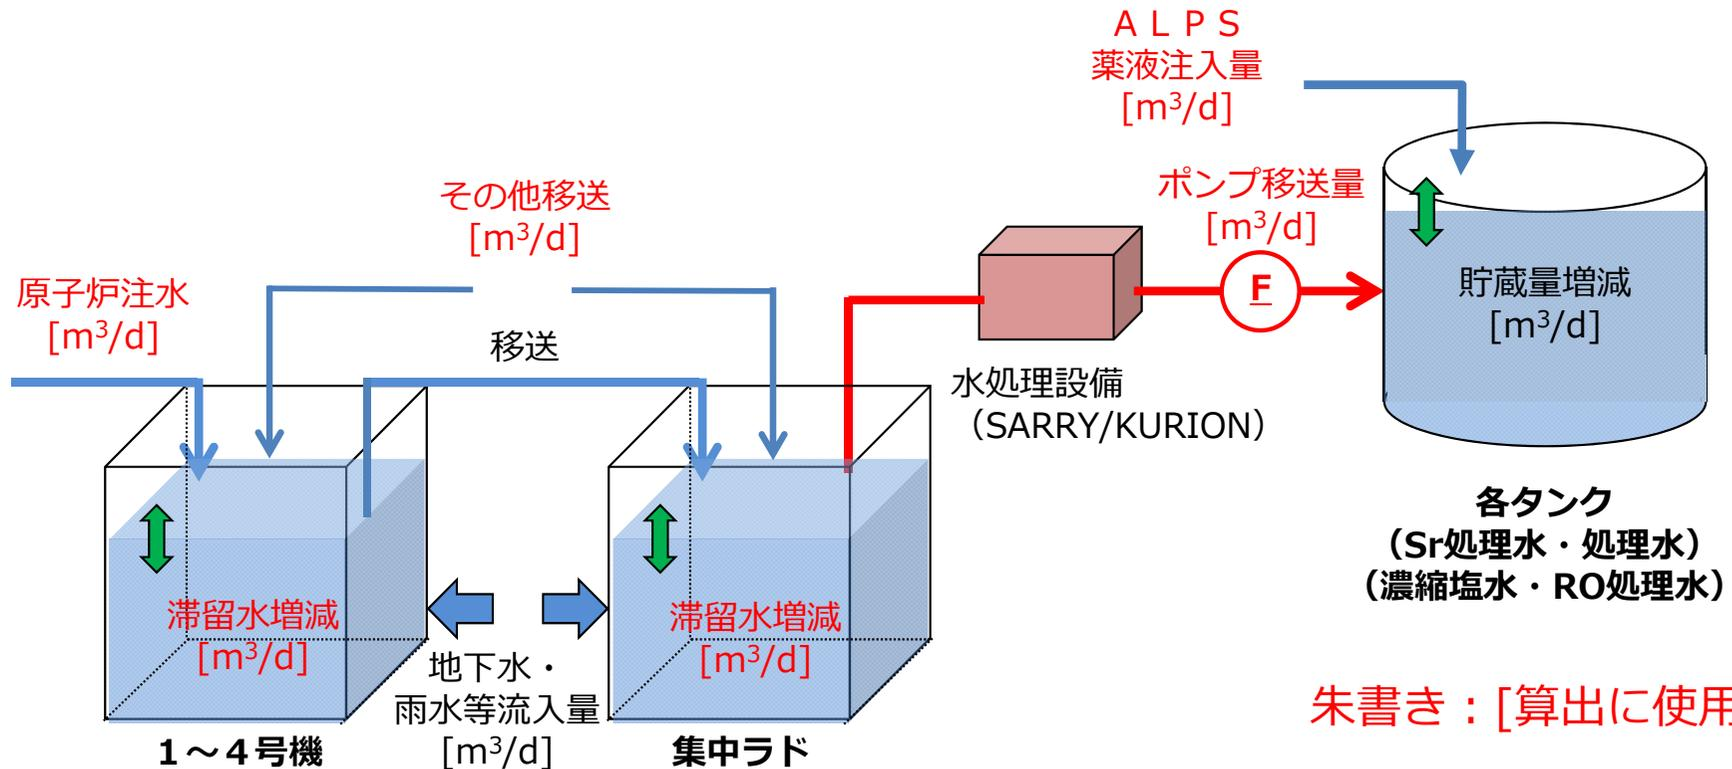 ＡＬＰＳ
薬液注入量
[m³/d]
その他移送
[m³/d]
ポンプ移送量
[m³/d]
原子炉注水
[m³/d]
移送
F
貯蔵量増減
[m³/d]
水処理設備
（SARRY/KURION）
各タンク
（Sr処理水・処理水）
（濃縮塩水・RO処理水）
滞留水増減
[m³/d]
滞留水増減
[m³/d]
地下水・
雨水等流入量
[m³/d]
１～４号機
集中ラド
朱書き：[算出に使用